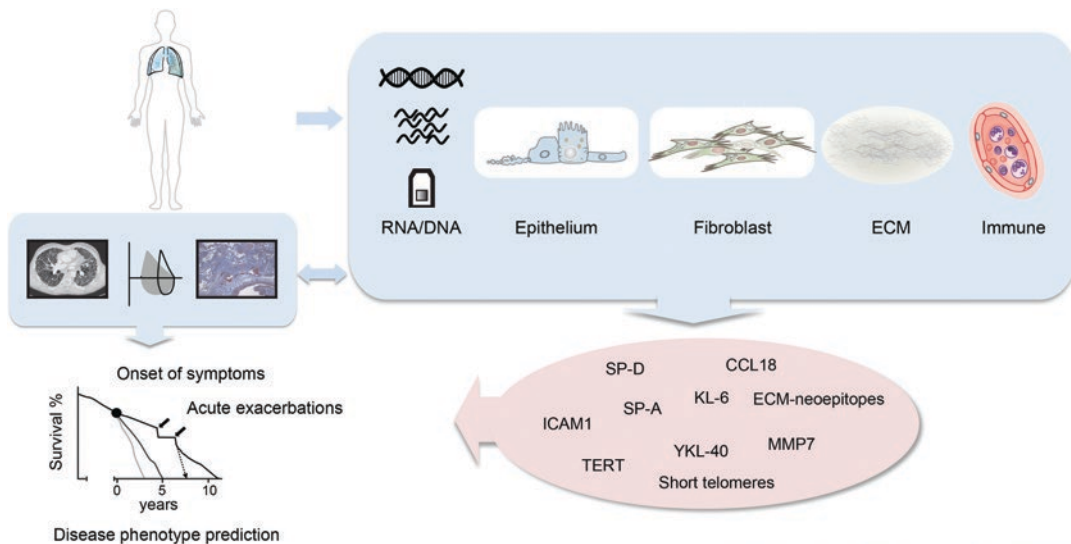 RNA/DNA
Epithelium
Fibroblast
ECM
Immune
Onset of symptoms
Acute exacerbations
Survival %
0
5
10
years
Disease phenotype prediction
SP-D
CCL18
KL-6
ECM-neoepitopes
SP-A
ICAM1
MMP7
YKL-40
TERT
Short telomeres